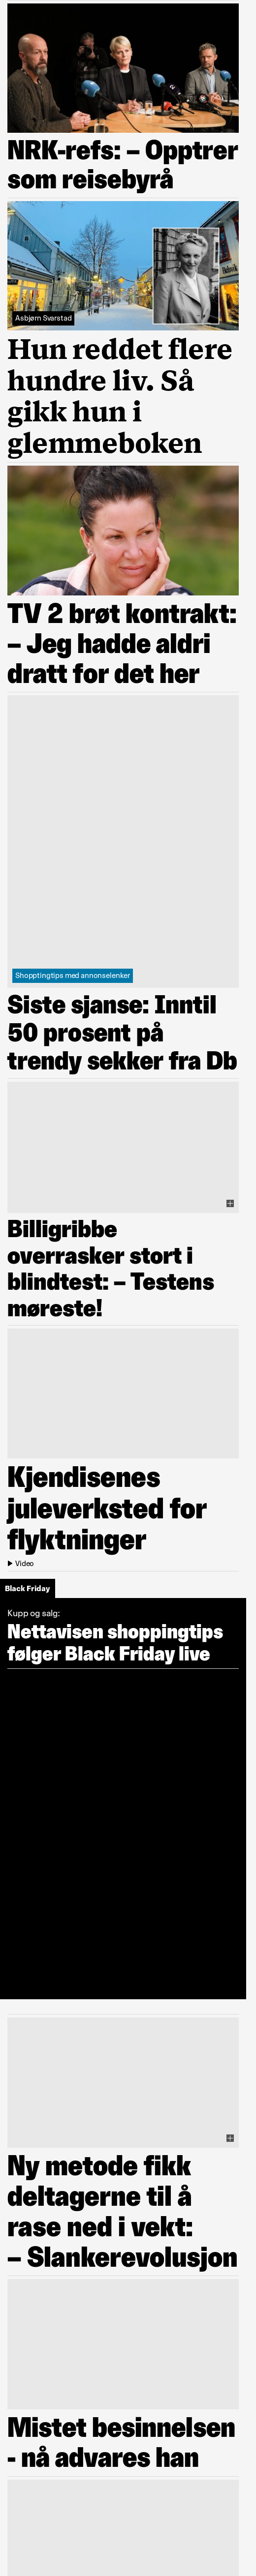 NRK-refs: – Opptrer
som reisebyrå
Asbjørn Svarstad
Hun reddet flere
hundre liv. Så
gikk hun i
glemmeboken
TV 2 brøt kontrakt:
– Jeg hadde aldri
dratt for det her
Shopptingtips med annonselenker
Siste sjanse: Inntil
50 prosent på
trendy sekker fra Db
Billigribbe
overrasker stort i
blindtest: – Testens
møreste!
Kjendisenes
juleverksted for
flyktninger
Video
Black Friday
Kupp og salg:
Nettavisen shoppingtips
følger Black Friday live
Ny metode fikk
deltagerne til å
rase ned i vekt:
– Slankerevolusjon
Mistet besinnelsen
- nå advares han